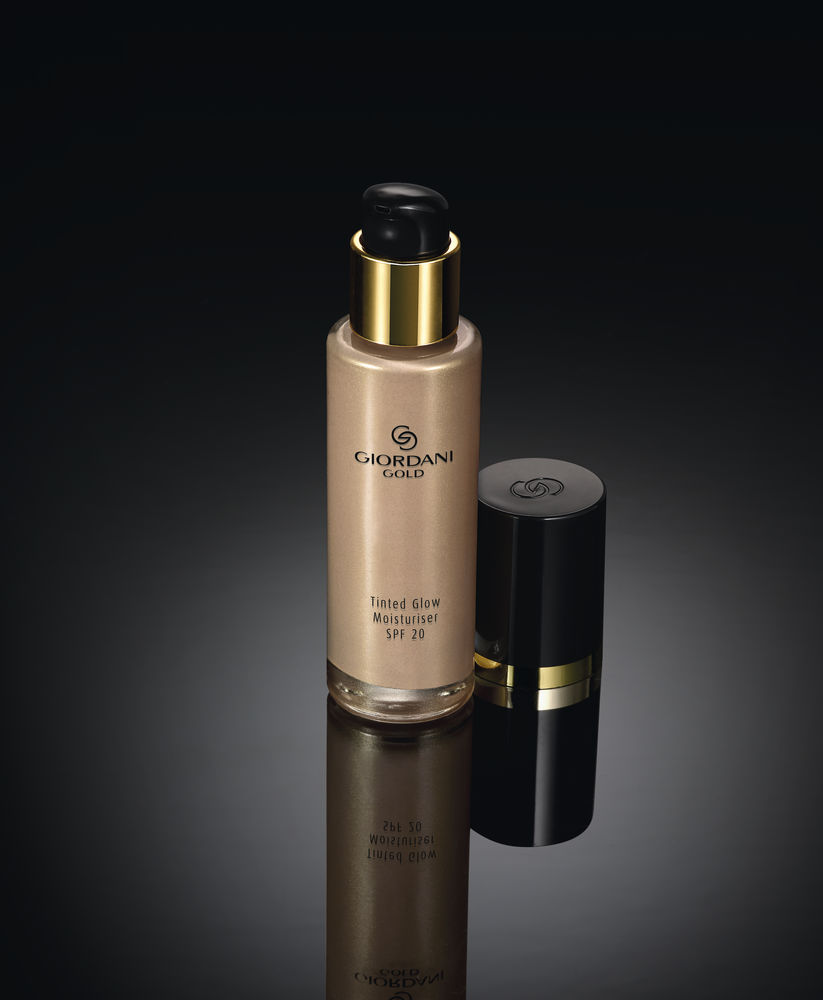 GIORDANI
GOLD
Tinted Glow
Moisturiser
SPF 20